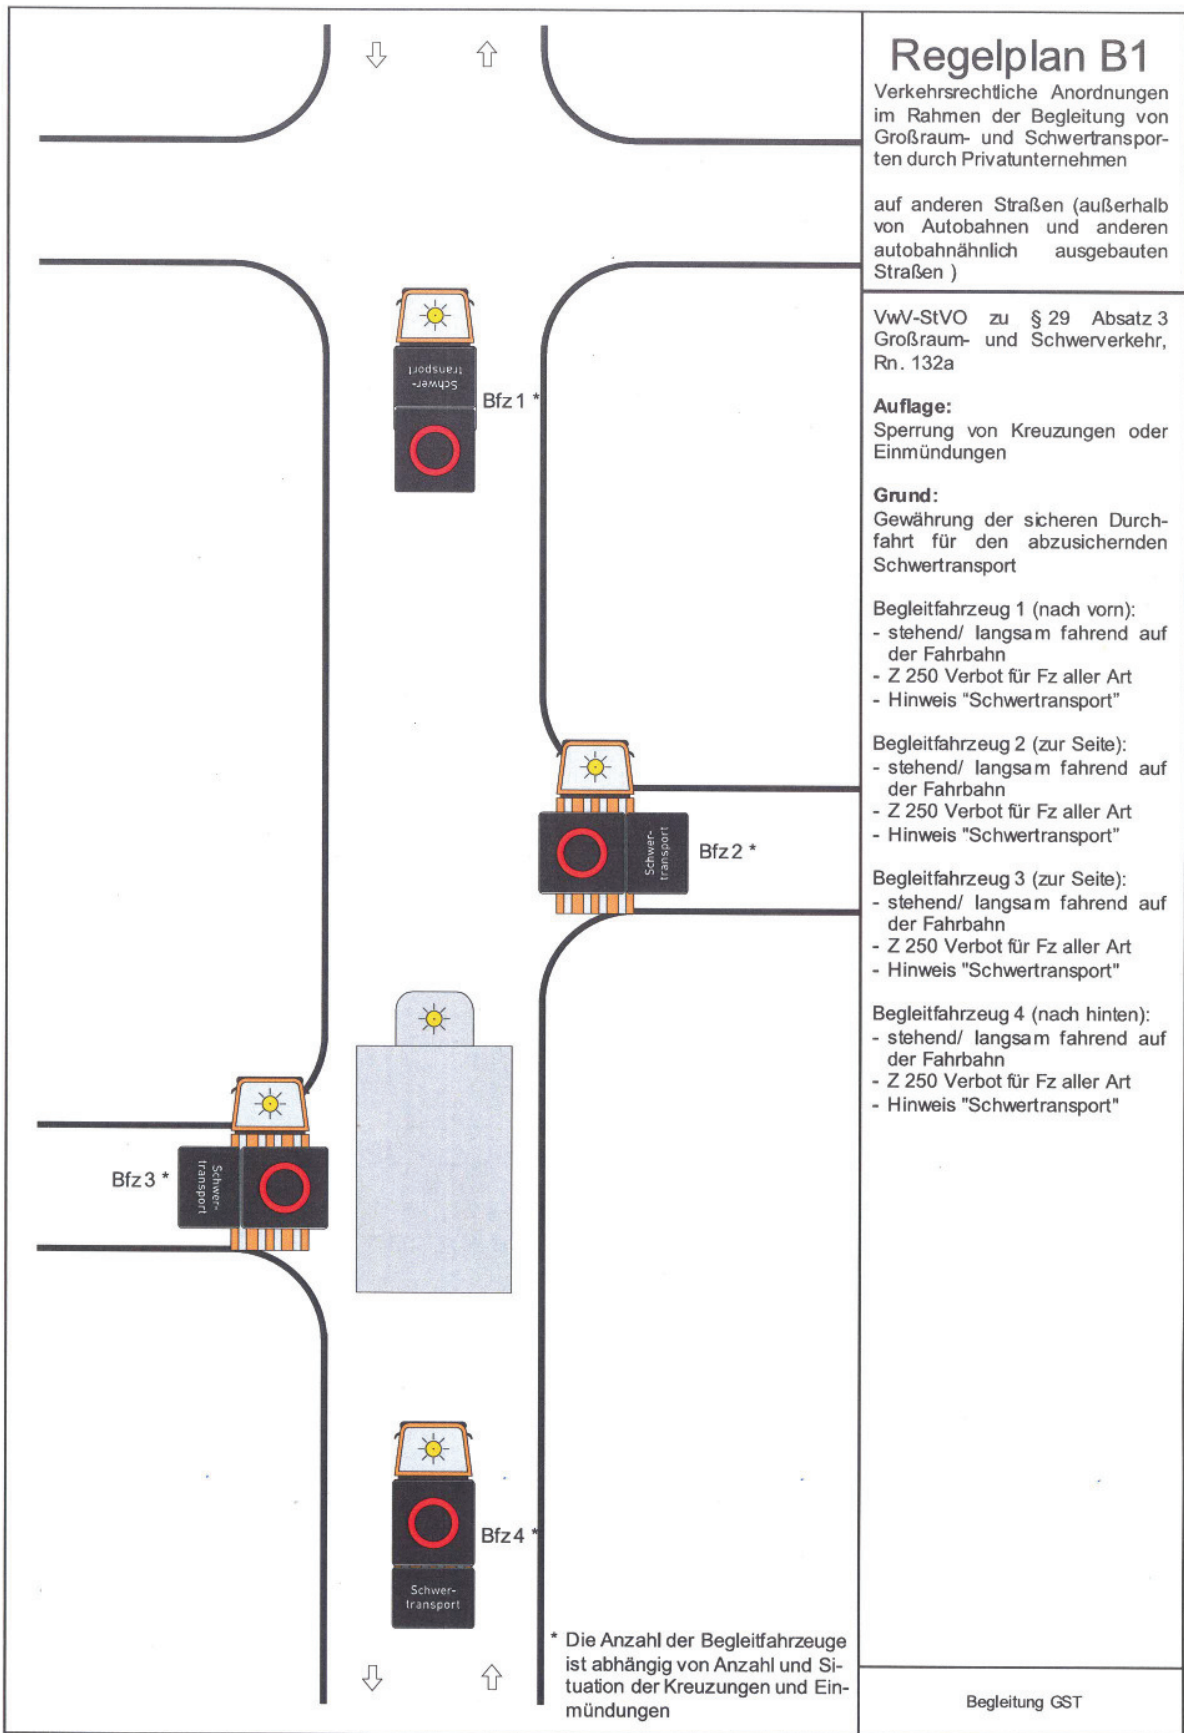 Regelplan B1
Verkehrsrechtliche Anordnungen
im Rahmen der Begleitung von
Großraum- und Schwertranspor-
ten durch Privatunternehmen
auf anderen Straßen (außerhalb
von Autobahnen und anderen
autobahnähnlich ausgebauten
Straßen )
VwV-StVO zu § 29 Absatz 3
Großraum- und Schwerverkehr,
Rn. 132a
Auflage:
Sperrung von Kreuzungen oder
Einmündungen
Grund:
Gewährung der sicheren Durch-
fahrt für den abzusichernden
Schwertransport
Begleitfahrzeug 1 (nach vorn):
- stehend/ langsam fahrend auf
der Fahrbahn
- Z 250 Verbot für Fz aller Art
- Hinweis "Schwertransport"
Begleitfahrzeug 2 (zur Seite):
- stehend/ langsam fahrend auf
der Fahrbahn
- Z 250 Verbot für Fz aller Art
- Hinweis "Schwertransport"
Begleitfahrzeug 3 (zur Seite):
- stehend/ langsam fahrend auf
der Fahrbahn
- Z 250 Verbot für Fz aller Art
- Hinweis "Schwertransport"
Begleitfahrzeug 4 (nach hinten):
- stehend/ langsam fahrend auf
der Fahrbahn
- Z 250 Verbot für Fz aller Art
- Hinweis "Schwertransport"
Schwer-
transport
Bfz 1 *
Schwer-
transport
Bfz 2 *
Bfz 3 *
Schwer-
transport
Bfz 4 *
Schwer-
transport
* Die Anzahl der Begleitfahrzeuge
ist abhängig von Anzahl und Si-
tuation der Kreuzungen und Ein-
mündungen
Begleitung GST